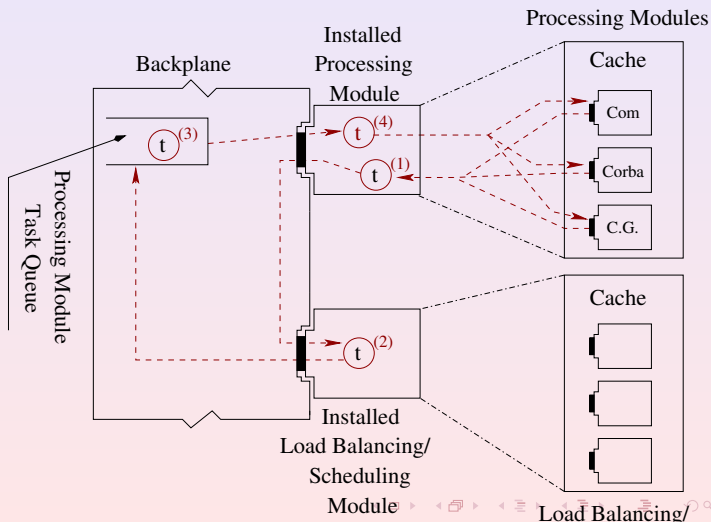 Processing Modules
Installed
Processing
Module
Backplane
Cache
Com
Corba
C.G.
t(3)
t(4)
t(1)
Processing Module
Task Queue
t(2)
Cache
Installed
Load Balancing/
Scheduling
Module
Load Balancing/